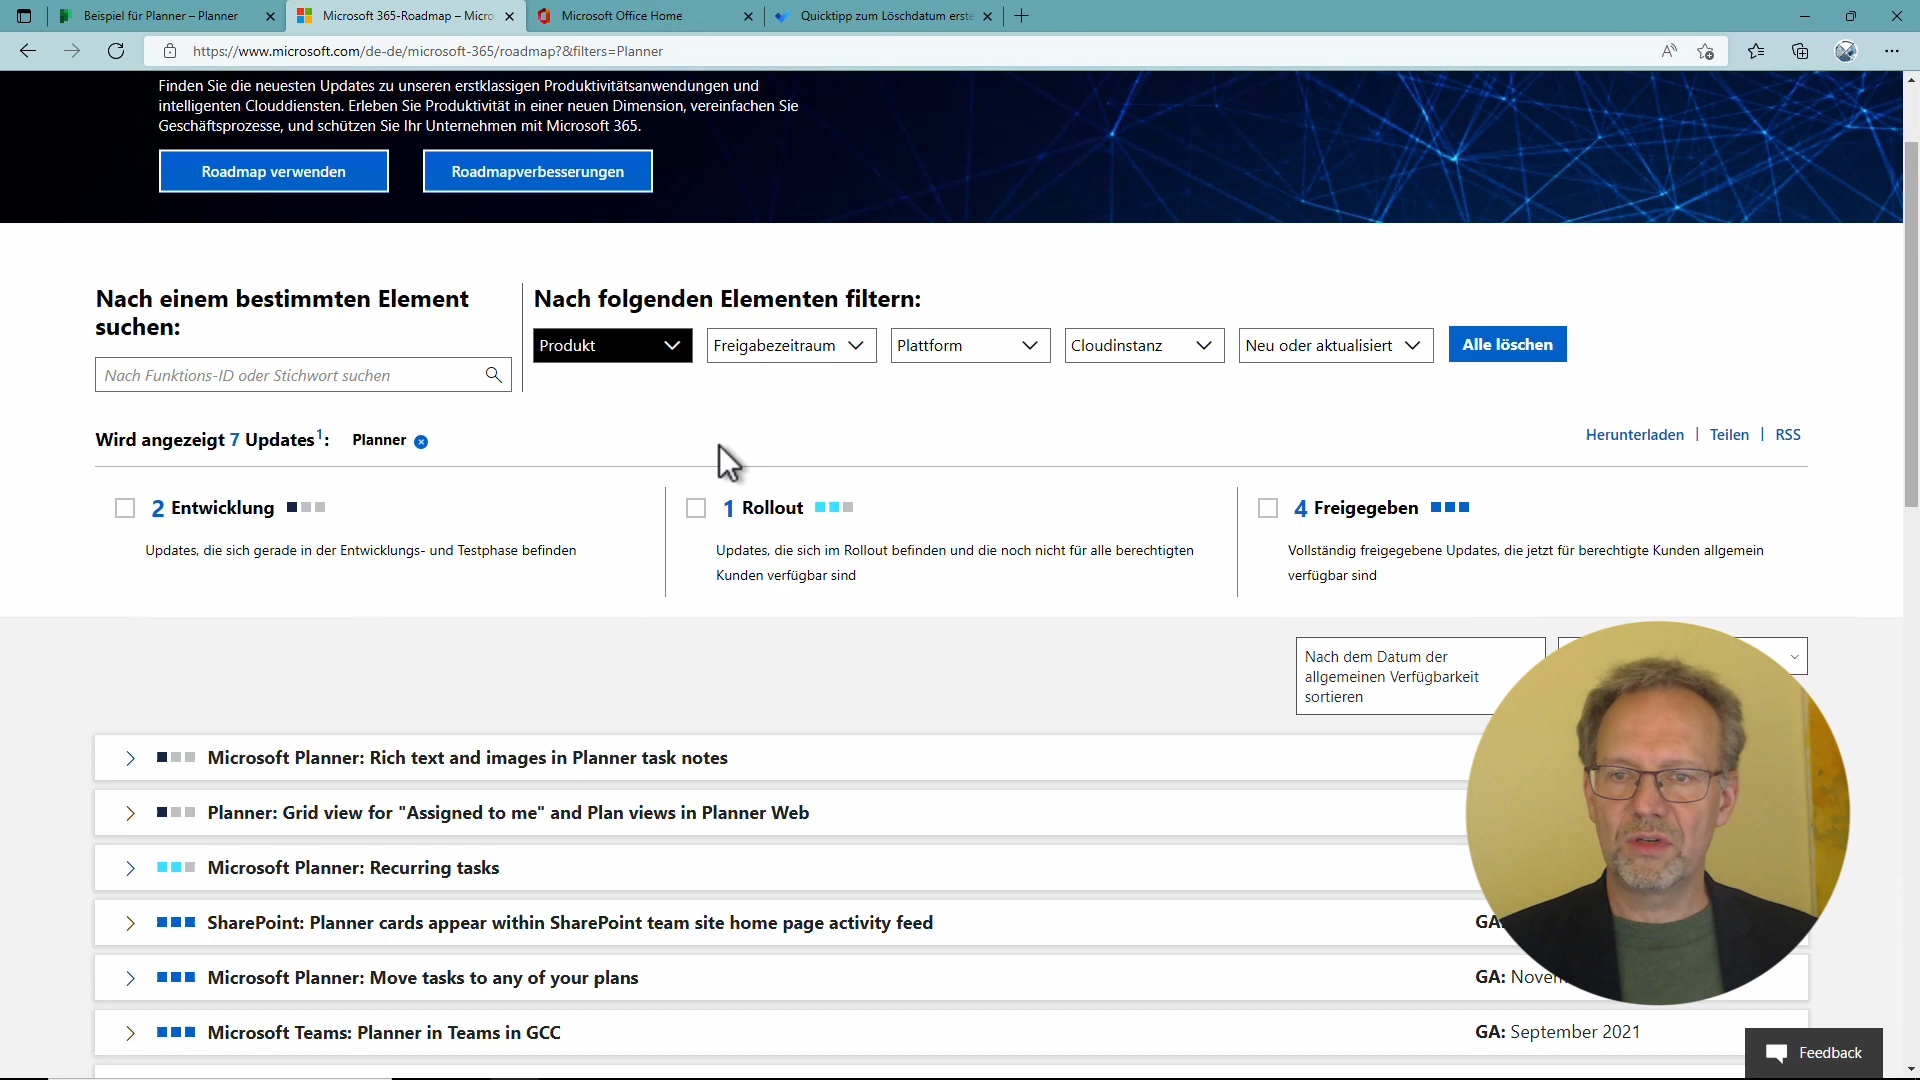 Beispiel für Planner – Planner
Microsoft 365-Roadmap – Micro
Microsoft Office Home
Quicktipp zum Löschdatum erste
https://www.microsoft.com/de-de/microsoft-365/roadmap?&filters=Planner
Finden Sie die neuesten Updates zu unseren erstklassigen Produktivitätsanwendungen und
intelligenten Clouddiensten. Erleben Sie Produktivität in einer neuen Dimension, vereinfachen Sie
Geschäftsprozesse, und schützen Sie Ihr Unternehmen mit Microsoft 365.
Roadmap verwenden
Roadmapverbesserungen
Nach einem bestimmten Element
suchen:
Nach Funktions-ID oder Stichwort suchen
Nach folgenden Elementen filtern:
Produkt
Freigabezeitraum
Plattform
Cloudinstanz
Neu oder aktualisiert
Alle löschen
Wird angezeigt 7 Updates1: Planner
Herunterladen | Teilen | RSS
2 Entwicklung
Updates, die sich gerade in der Entwicklungs- und Testphase befinden
1 Rollout
Updates, die sich im Rollout befinden und die noch nicht für alle berechtigten
Kunden verfügbar sind
4 Freigegeben
Vollständig freigegebene Updates, die jetzt für berechtigte Kunden allgemein
verfügbar sind
Nach dem Datum der
allgemeinen Verfügbarkeit
sortieren
Microsoft Planner: Rich text and images in Planner task notes
Planner: Grid view for "Assigned to me" and Plan views in Planner Web
Microsoft Planner: Recurring tasks
SharePoint: Planner cards appear within SharePoint team site home page activity feed
GA:
Microsoft Planner: Move tasks to any of your plans
GA: Novem
Microsoft Teams: Planner in Teams in GCC
GA: September 2021
Feedback